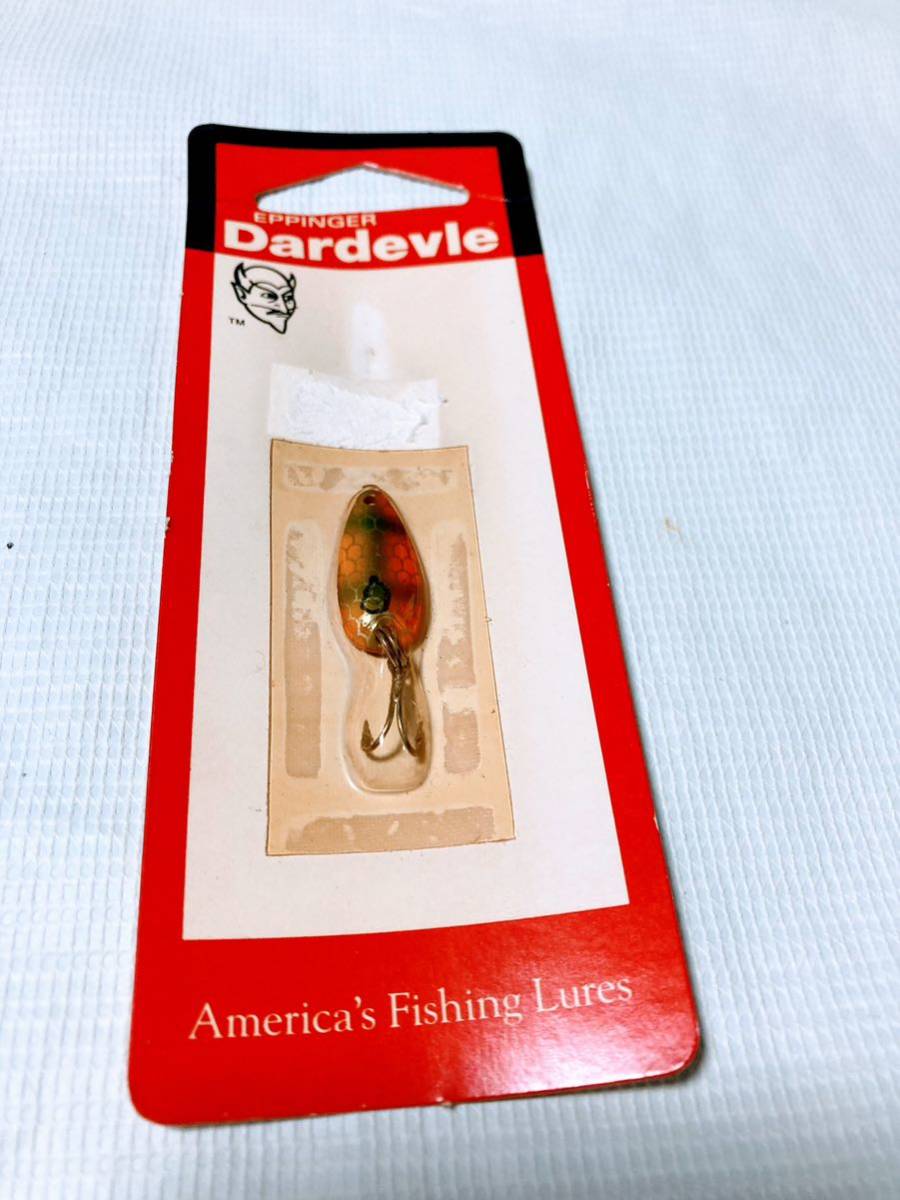 EPPINGER
Dardevle
TM
America's Fishing Lures